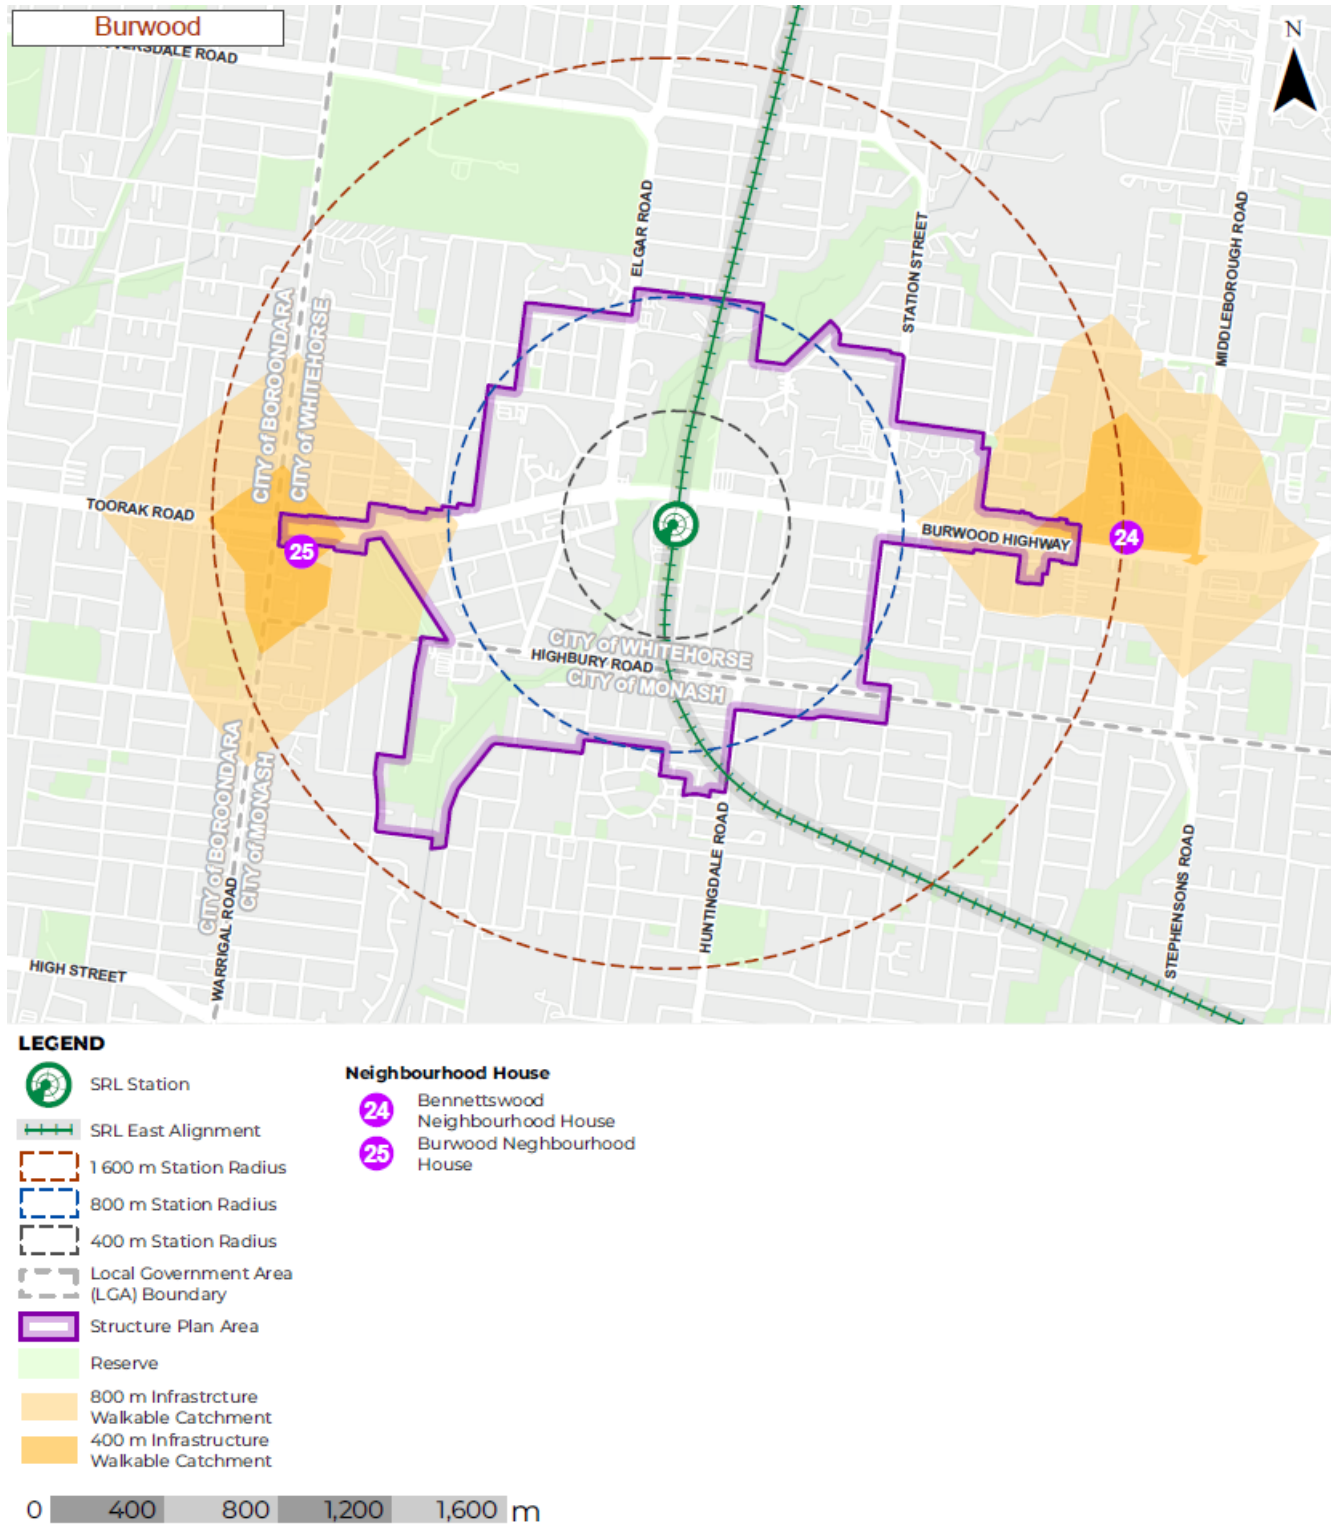 Burwood
N
ELGAR ROAD
STATION STREET
MIDDLEBOROUGH ROAD
CITY of BOROONDARA
CITY of WHITEHORSE
TOORAK ROAD
BURWOOD HIGHWAY
24
25
CITY of WHITEHORSE
HIGHBURY ROAD
CITY of MONASH
CITY of BOROONDARA
CITY of MONASH
WARRIGAL ROAD
HUNTINGDALE ROAD
STEPHENSONS ROAD
HIGH STREET
LEGEND
SRL Station
SRL East Alignment
1 600 m Station Radius
800 m Station Radius
400 m Station Radius
Local Government Area
(LGA) Boundary
Structure Plan Area
Reserve
800 m Infrastrcture
Walkable Catchment
400 m Infrastructure
Walkable Catchment
Neighbourhood House
24
Bennettswood
Neighbourhood House
25
Burwood Neghbourhood
House
0 400 800 1,200 1,600 m